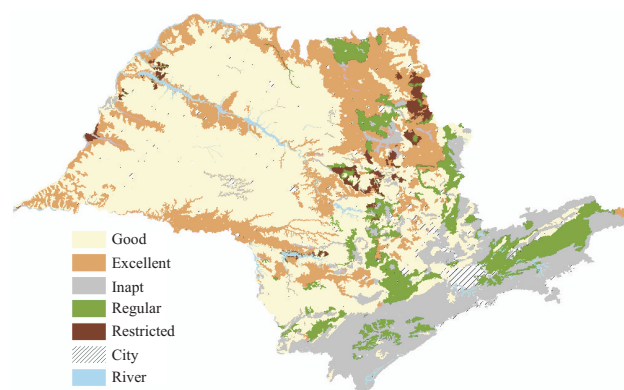 Good
Excellent
Inapt
Regular
Restricted
City
River